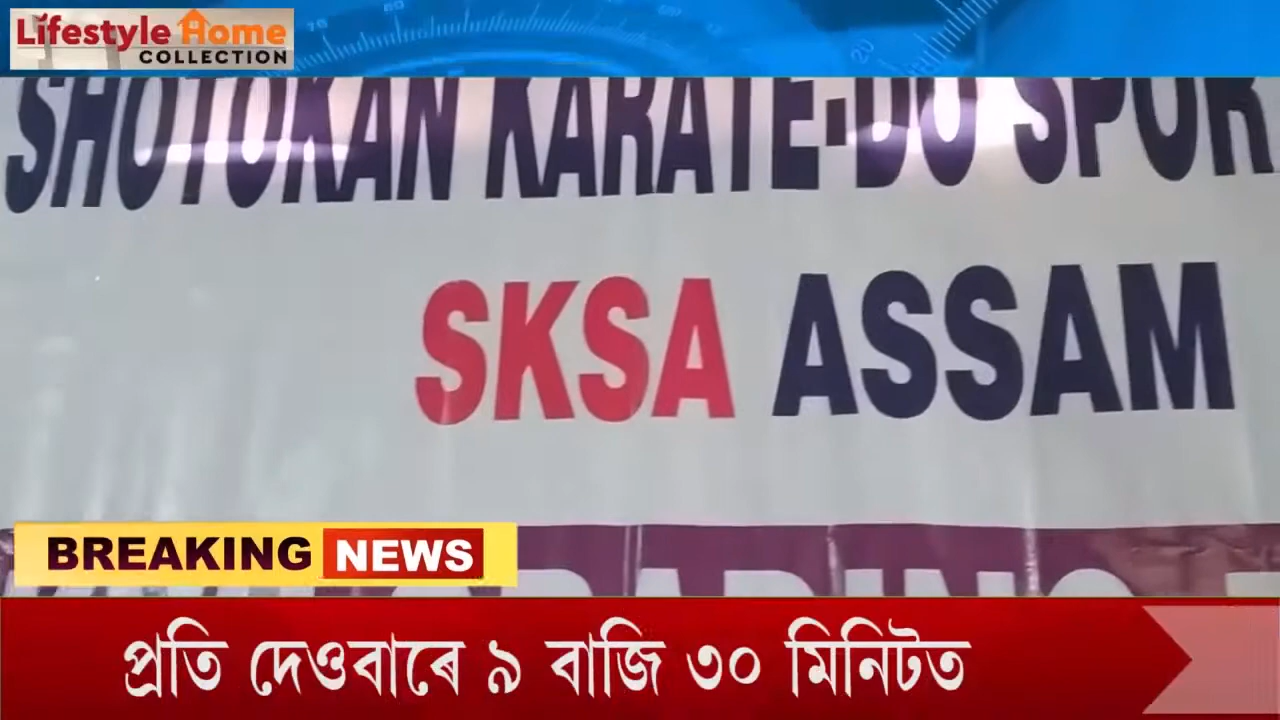 Lifestyle Home
COLLECTION
SHOTOKAN KARATE-DO SPOR
SKSA ASSAM
BREAKING NEWS
প্ৰতি দেওবাৰে ৯ বাজি ৩০ মিনিটত